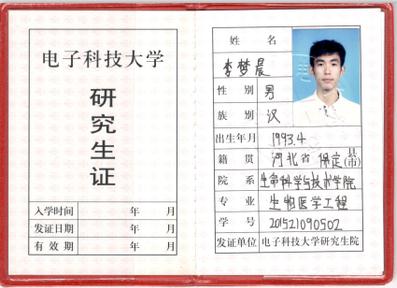 电子科技大学
研究生证
入学时间 年 月
发证日期 年 月
有效期 年 月
姓名
李梦晨
性别 男
族别 汉
出生年月 1993.4
籍贯 河北省 保定县(市)
院系 生命科学与技术学院
专业 生物医学工程
学号 201521090502
发证单位 电子科技大学研究生院